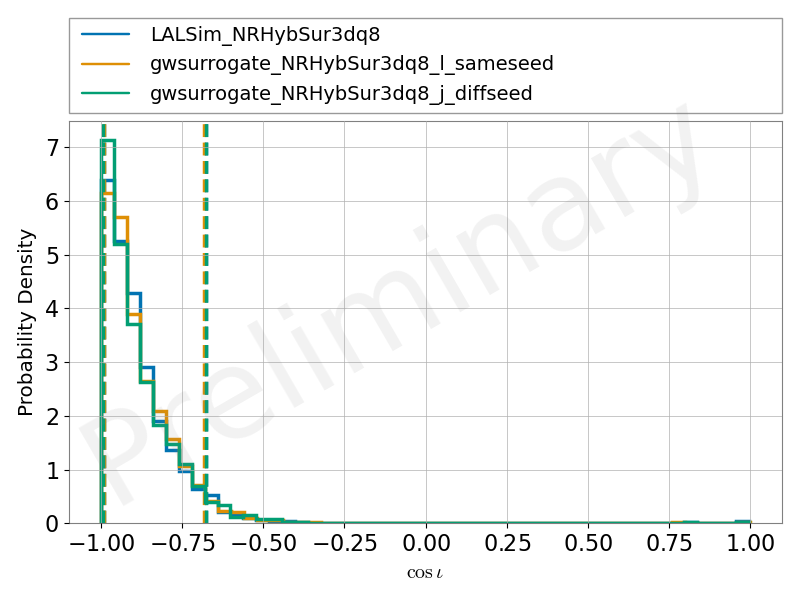 LALSim_NRHybSur3dq8
gwsurrogate_NRHybSur3dq8_l_sameseed
gwsurrogate_NRHybSur3dq8_j_diffseed
Preliminary
7
6
5
4
3
2
1
0
Probability Density
−1.00 −0.75 −0.50 −0.25 0.00 0.25 0.50 0.75 1.00
cos ι